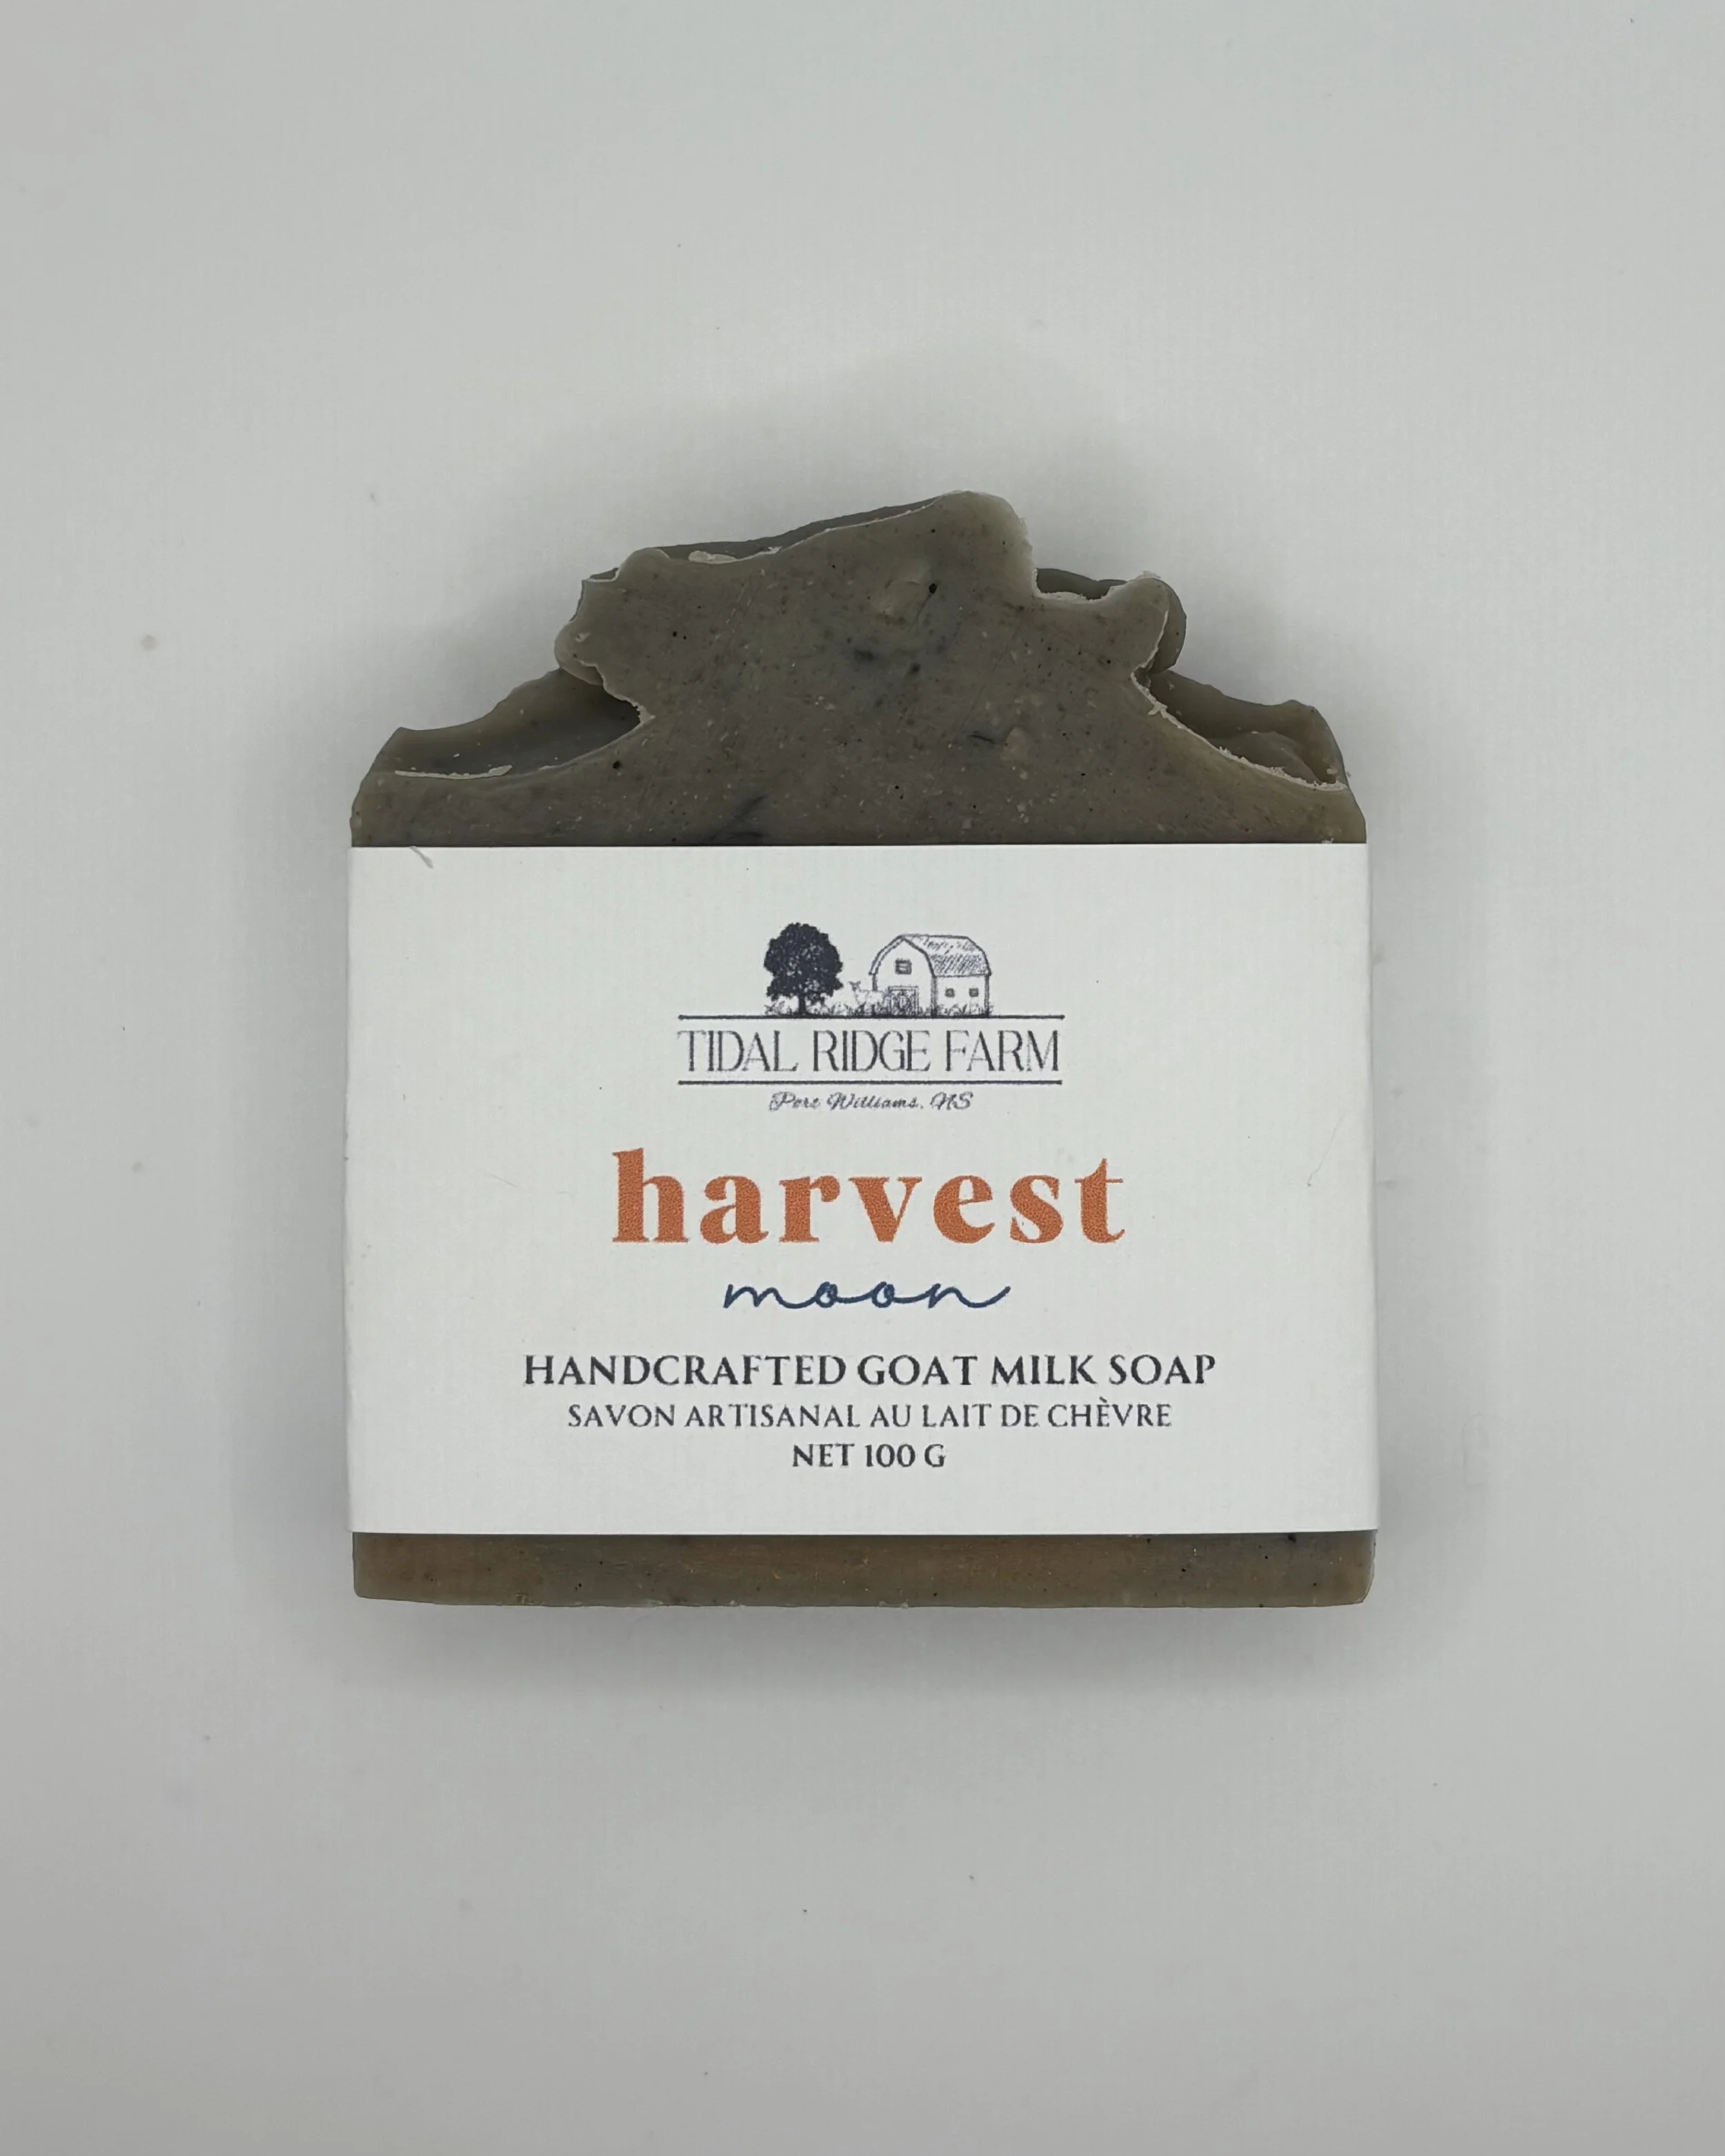 TIDAL RIDGE FARM
Port Williams, NS
harvest
moon
HANDCRAFTED GOAT MILK SOAP
SAVON ARTISANAL AU LAIT DE CHÈVRE
NET 100 G